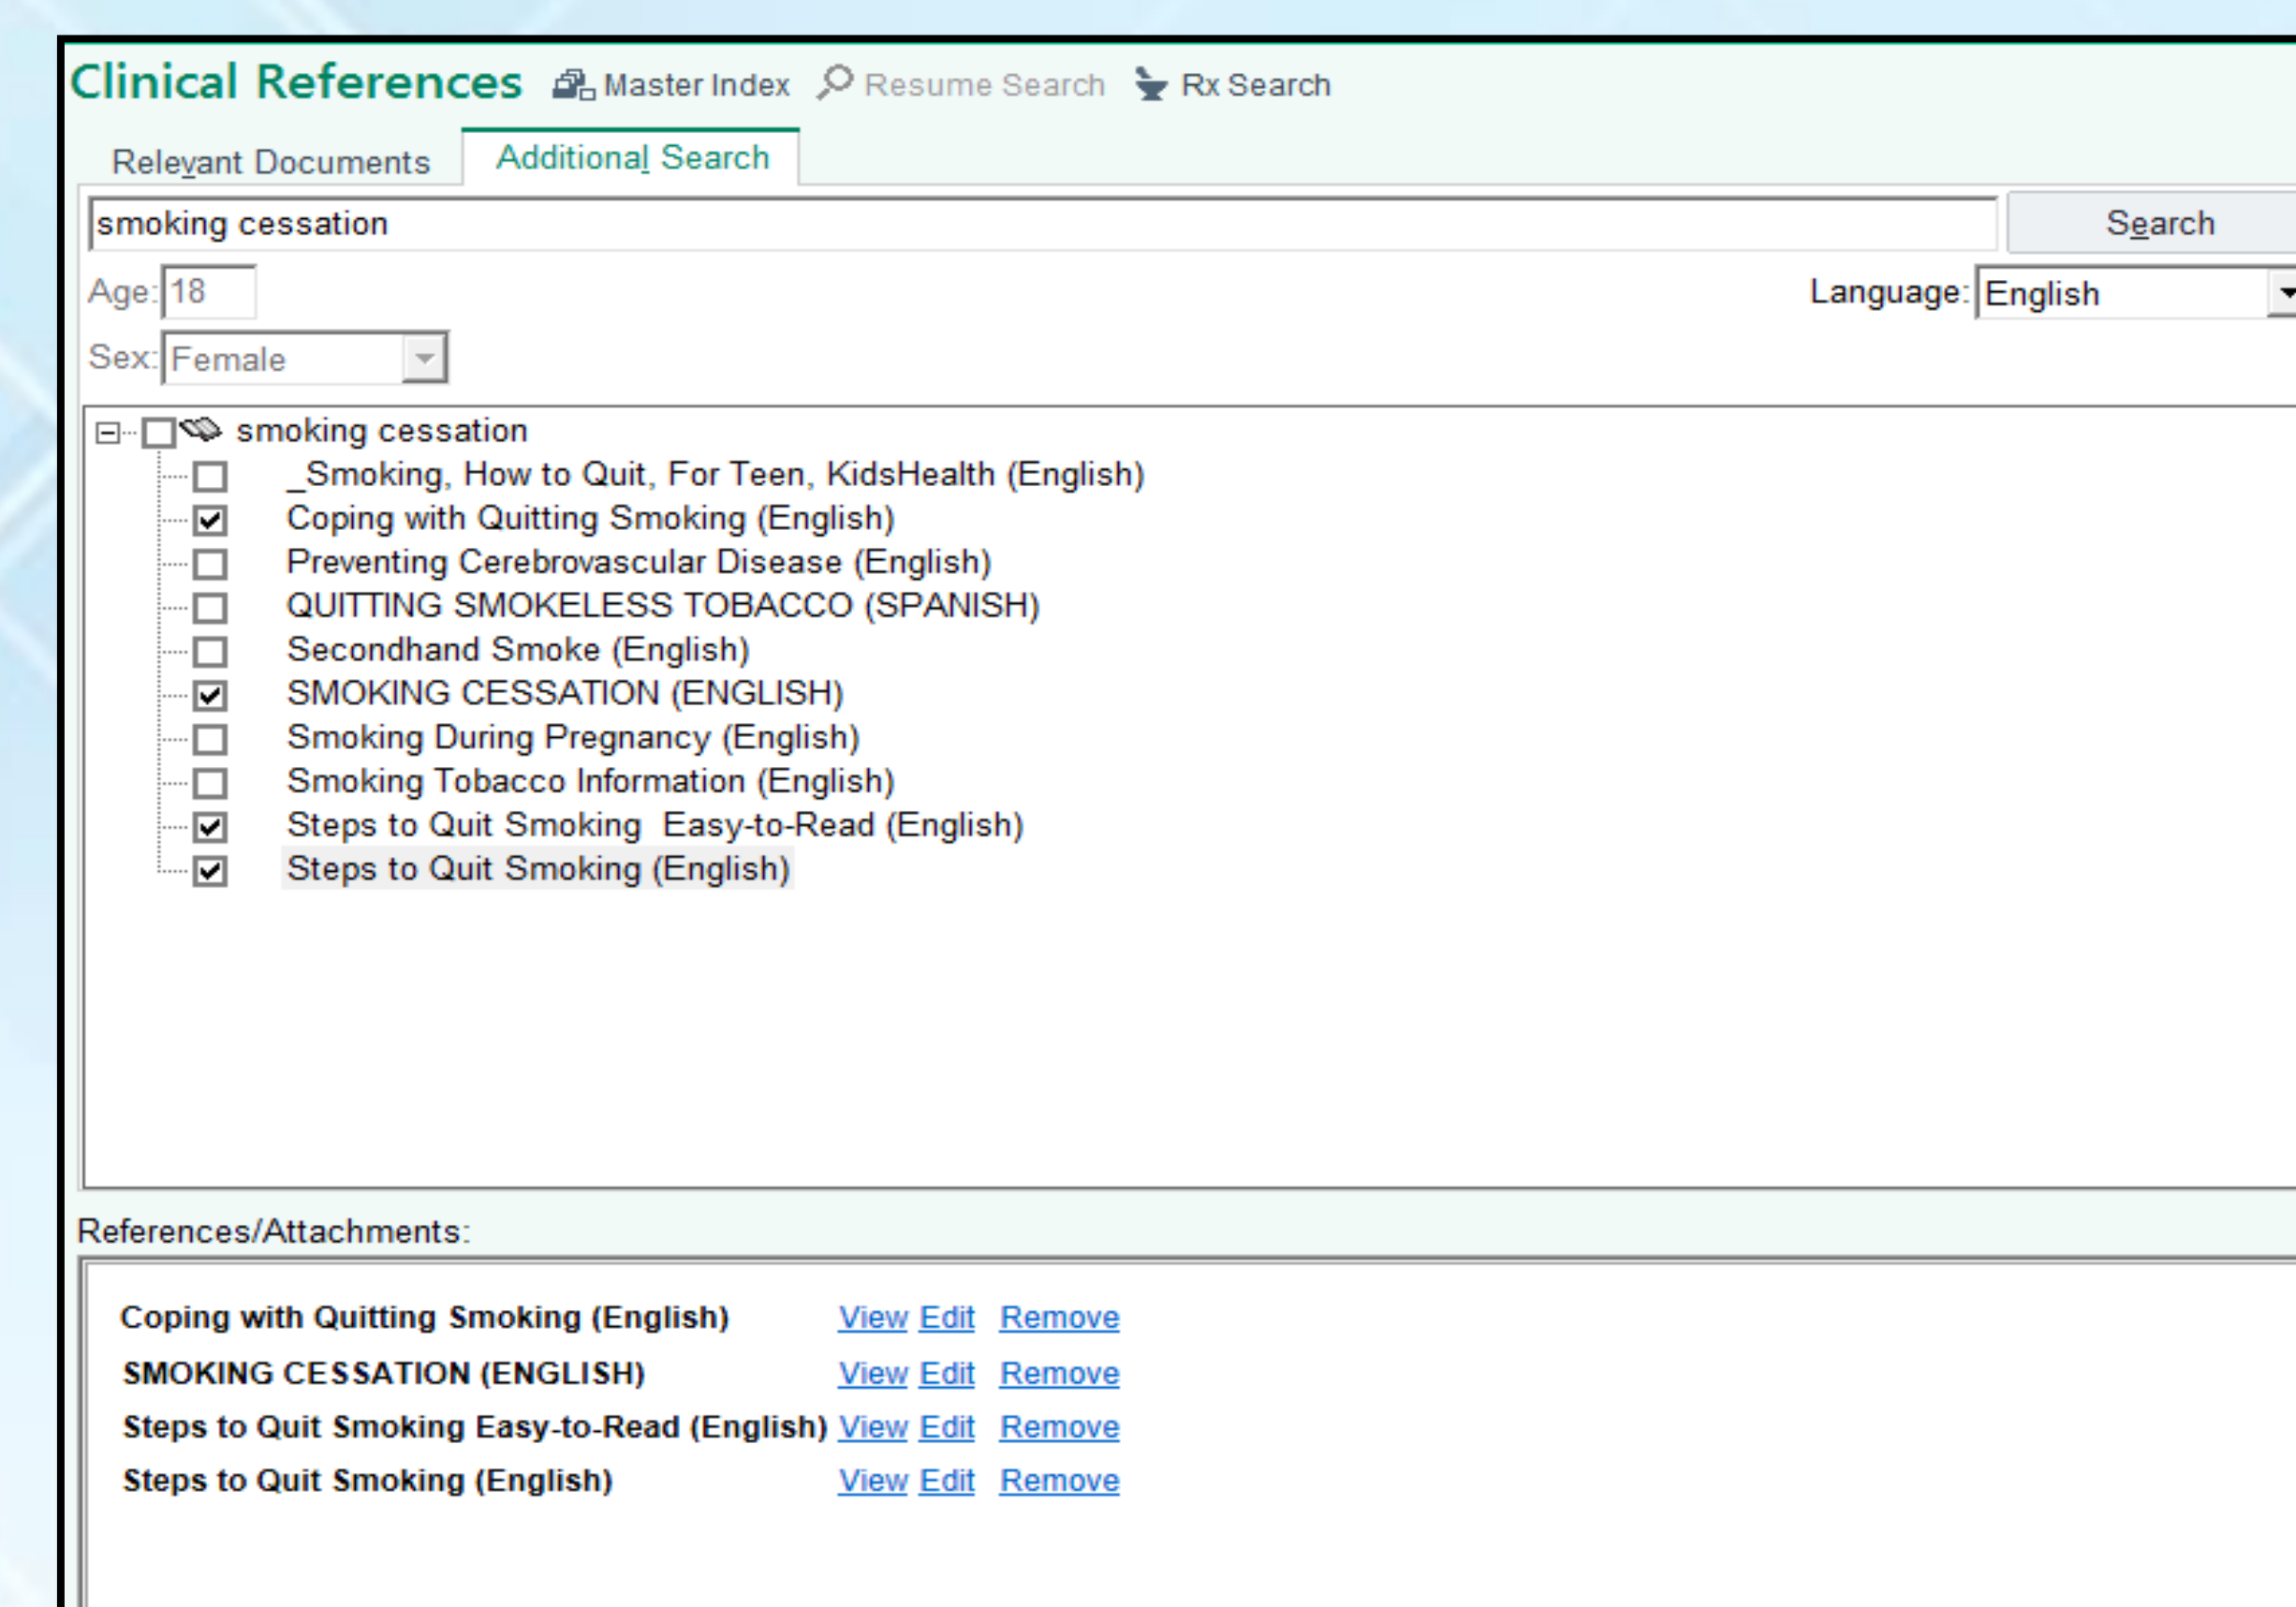 Clinical References Master Index Resume Search Rx Search
Relevant Documents Additional Search
smoking cessation Search
Age: 18 Language: English
Sex: Female
smoking cessation
_Smoking, How to Quit, For Teen, KidsHealth (English)
Coping with Quitting Smoking (English)
Preventing Cerebrovascular Disease (English)
QUITTING SMOKELESS TOBACCO (SPANISH)
Secondhand Smoke (English)
SMOKING CESSATION (ENGLISH)
Smoking During Pregnancy (English)
Smoking Tobacco Information (English)
Steps to Quit Smoking  Easy-to-Read (English)
Steps to Quit Smoking (English)
References/Attachments:
Coping with Quitting Smoking (English) View Edit Remove
SMOKING CESSATION (ENGLISH) View Edit Remove
Steps to Quit Smoking Easy-to-Read (English) View Edit Remove
Steps to Quit Smoking (English) View Edit Remove